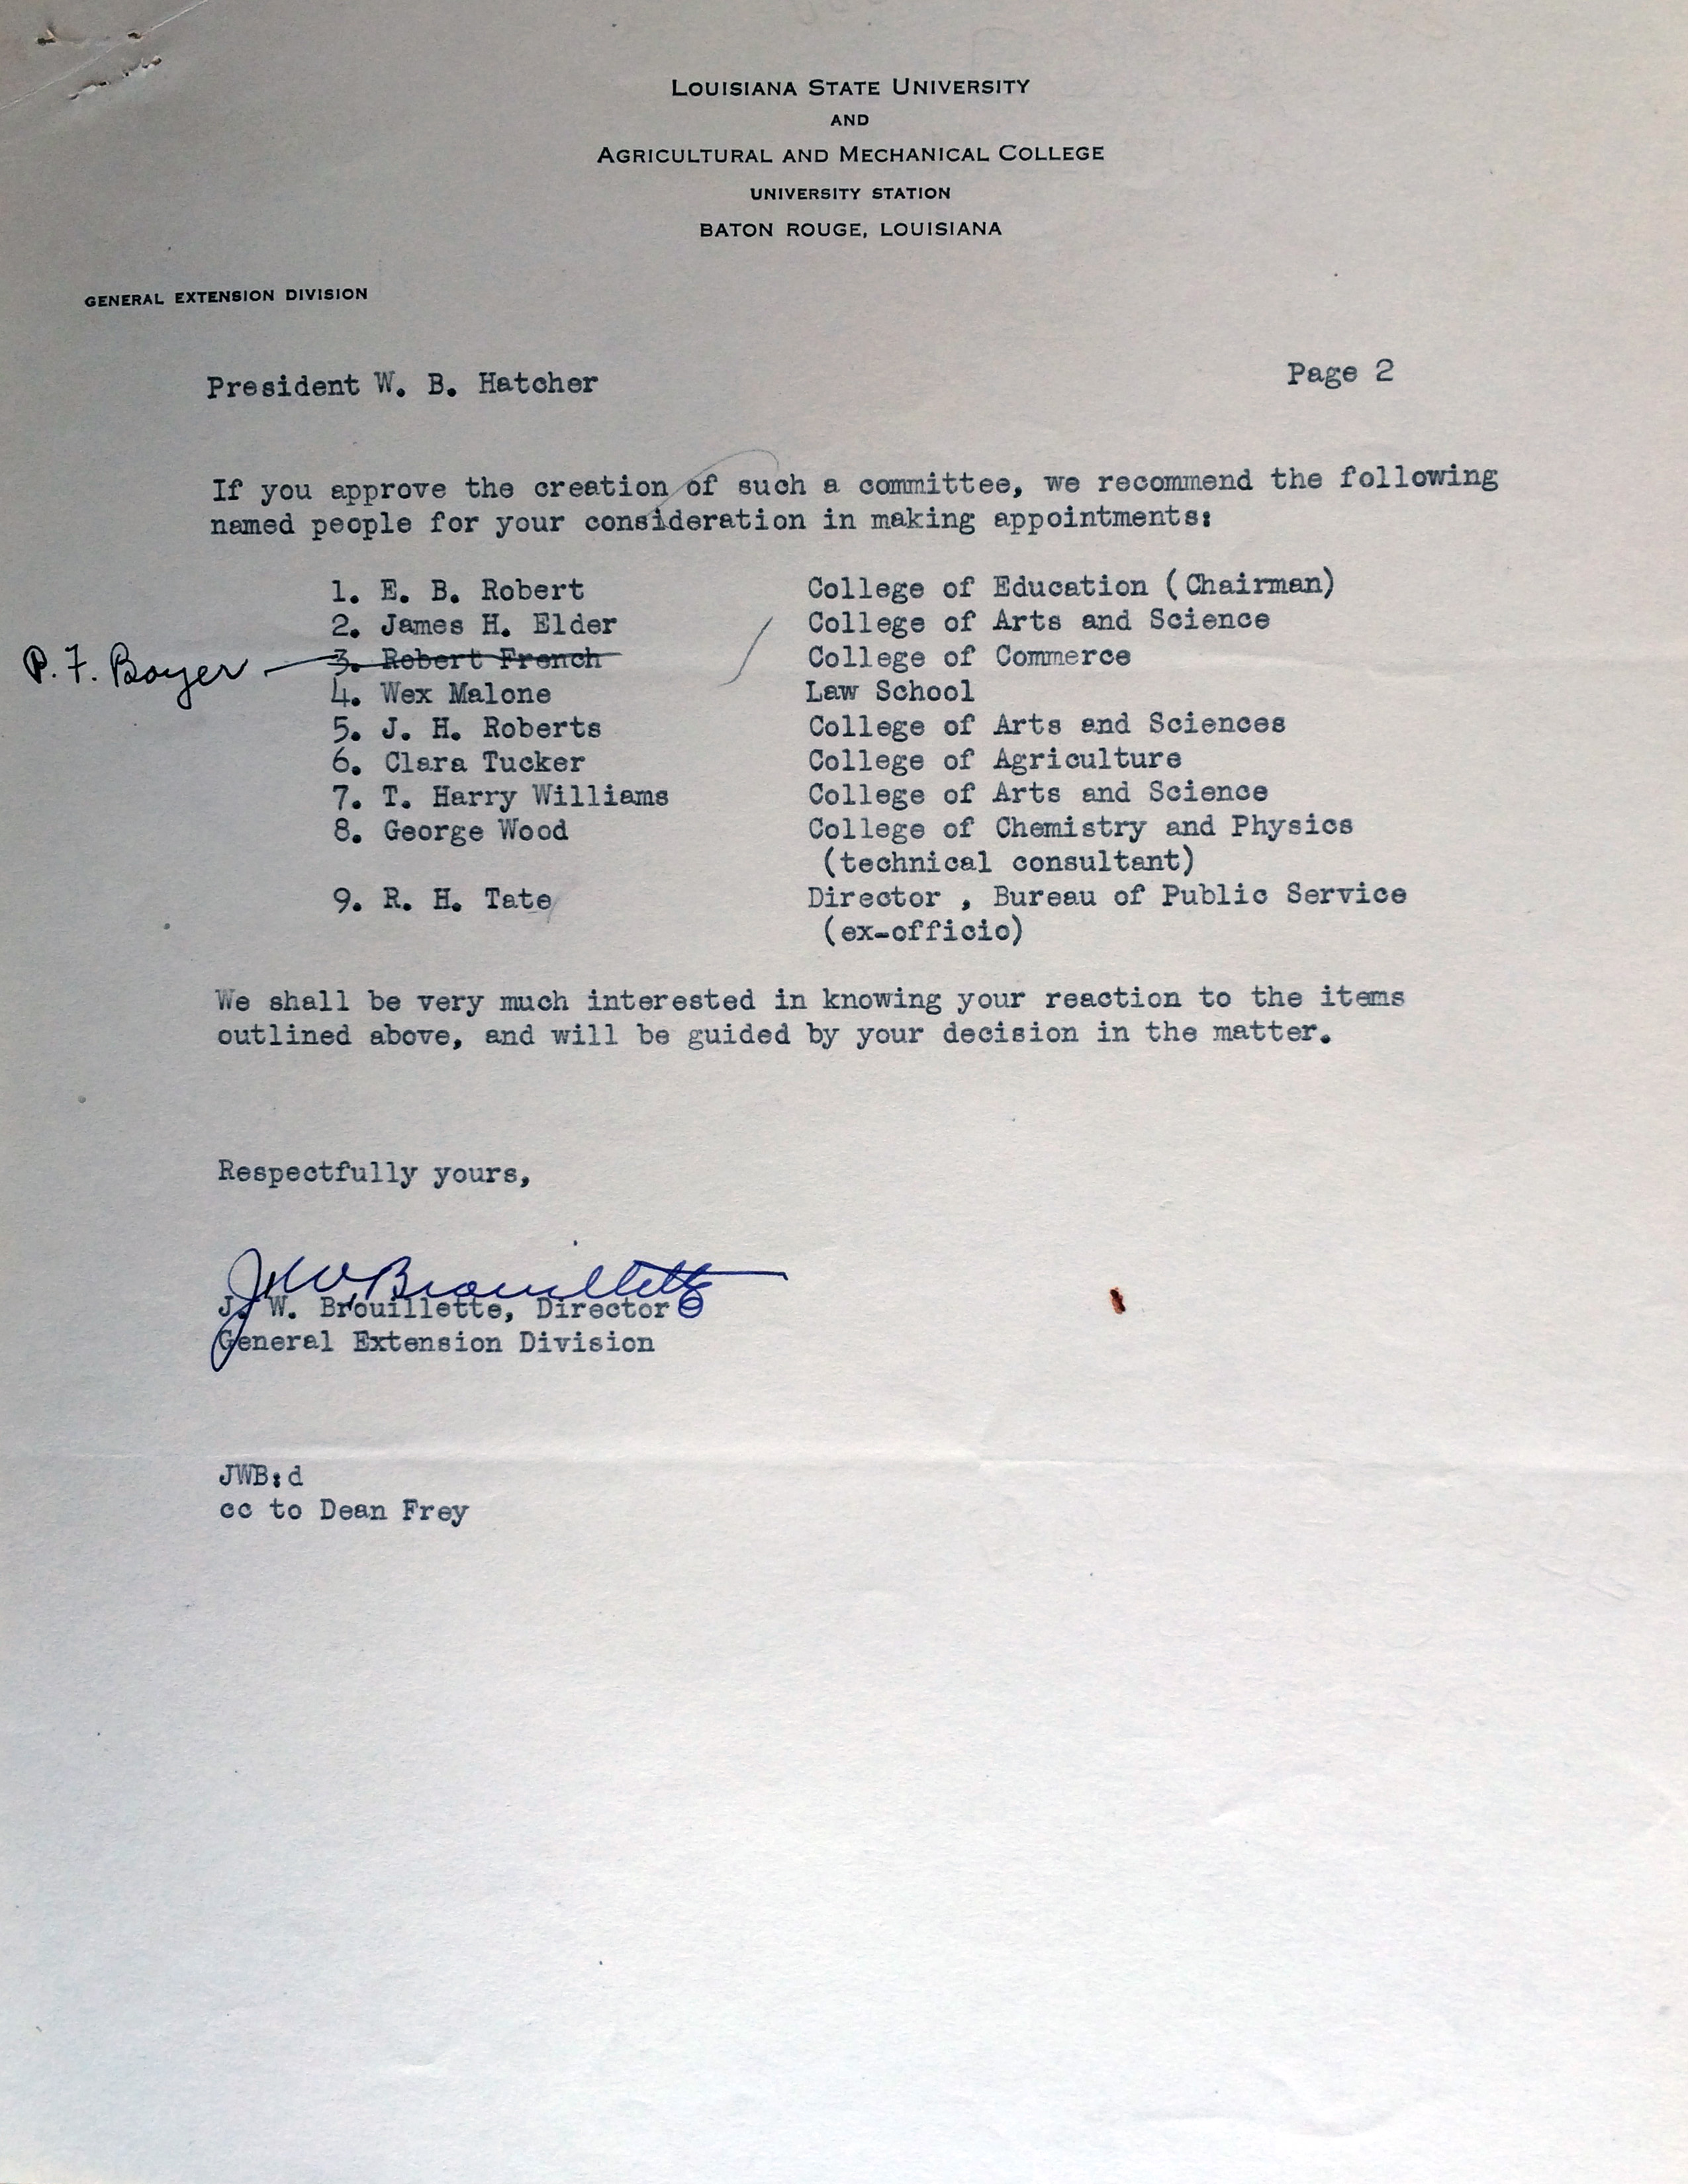 LOUISIANA STATE UNIVERSITY
AND
AGRICULTURAL AND MECHANICAL COLLEGE
UNIVERSITY STATION
BATON ROUGE, LOUISIANA
GENERAL EXTENSION DIVISION
President W. B. Hatcher Page 2
If you approve the creation of such a committee, we recommend the following
named people for your consideration in making appointments:
1. E. B. Robert College of Education (Chairman)
2. James H. Elder College of Arts and Science
P. F. Boyer 3. Robert French College of Commerce
4. Wex Malone Law School
5. J. H. Roberts College of Arts and Sciences
6. Clara Tucker College of Agriculture
7. T. Harry Williams College of Arts and Science
8. George Wood College of Chemistry and Physics
(technical consultant)
9. R. H. Tate Director , Bureau of Public Service
(ex-officio)
We shall be very much interested in knowing your reaction to the items
outlined above, and will be guided by your decision in the matter.
Respectfully yours,
J W Brouillette
J. W. Brouillette, Director
General Extension Division
JWB:d
cc to Dean Frey